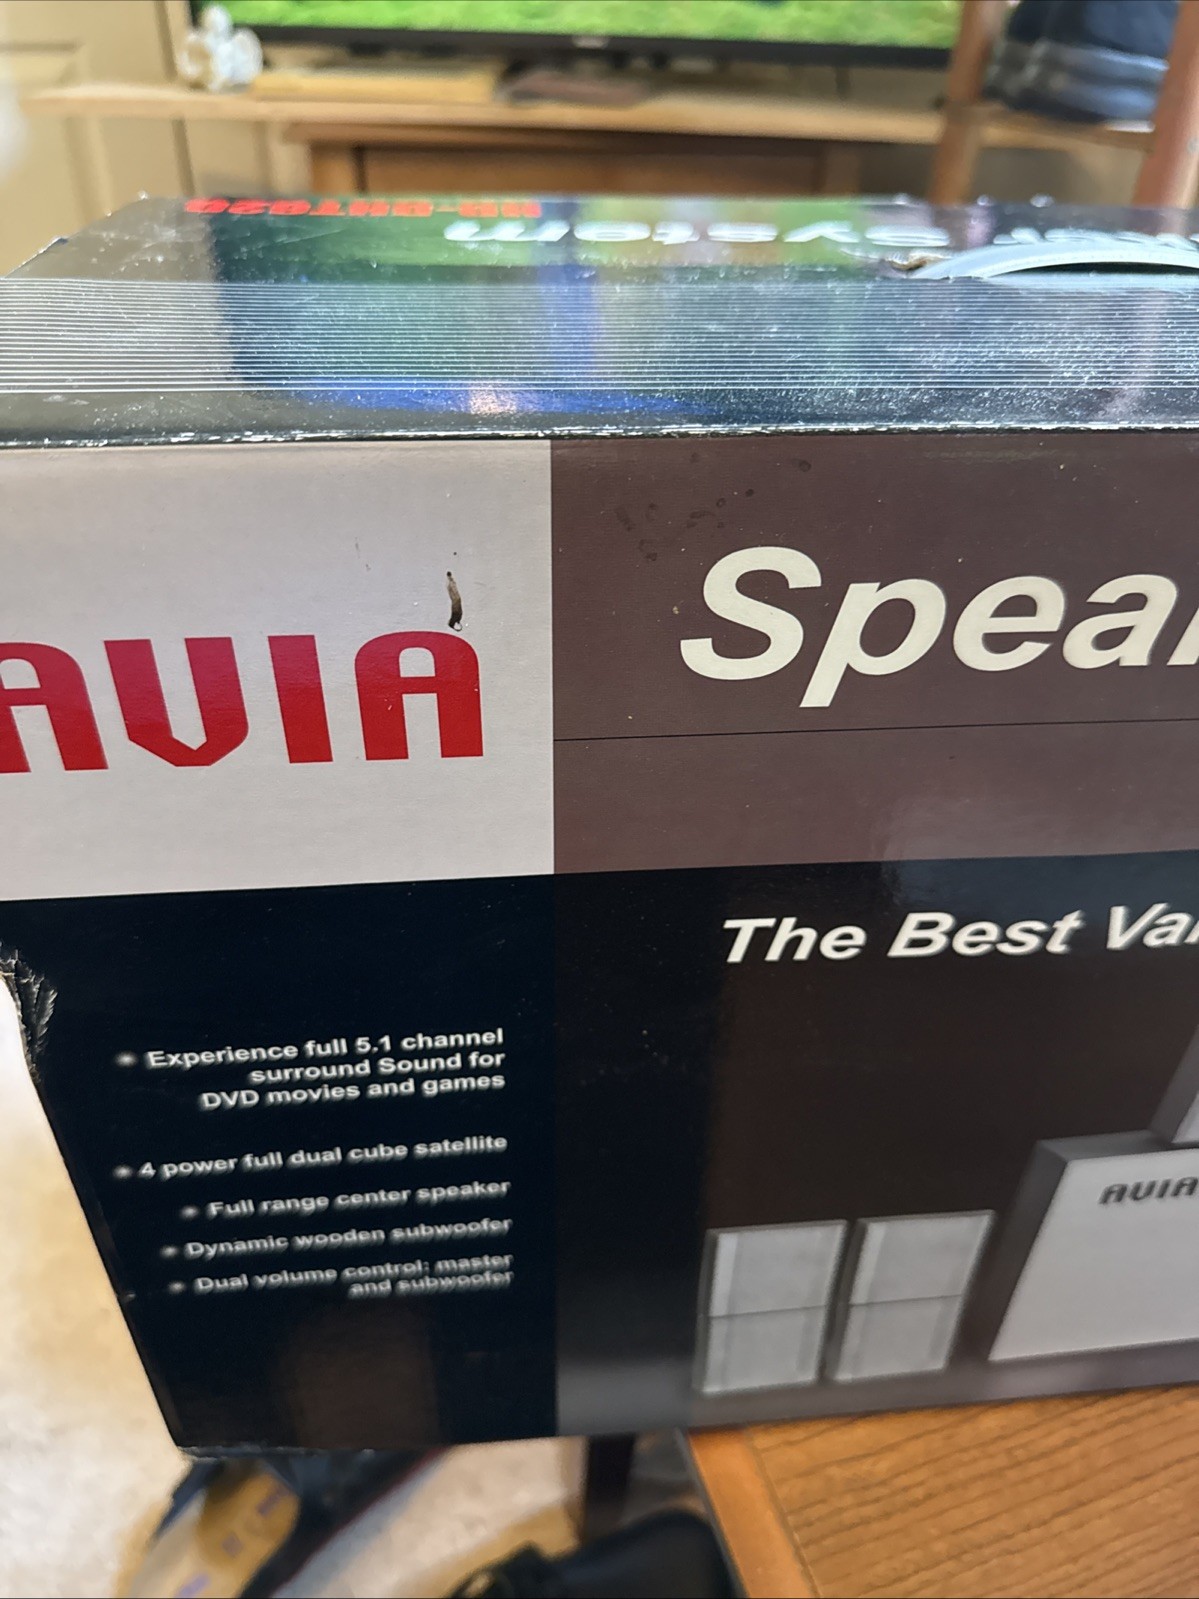 System
AVIA
Spea
The Best Va
Experience full 5.1 channel
surround Sound for
DVD movies and games
4 power full dual cube satellite
Full range center speaker
Dynamic wooden subwoofer
Dual volume control: master
and subwoofer
AVIA